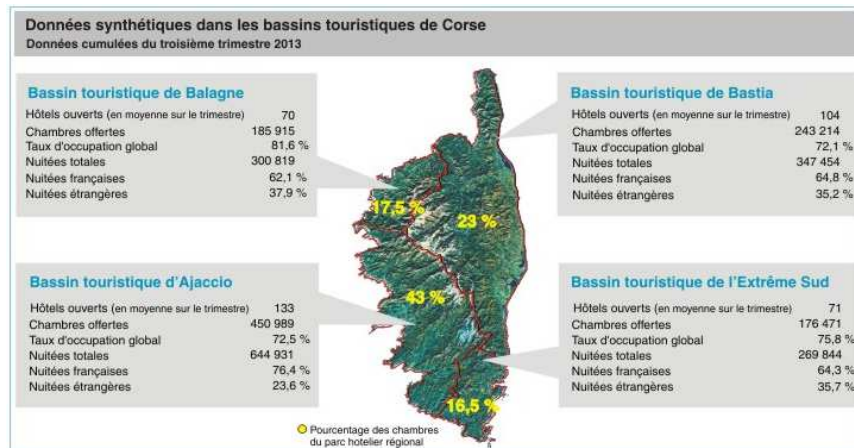 Données synthétiques dans les bassins touristiques de Corse
Données cumulées du troisième trimestre 2013
Bassin touristique de Balagne
Hôtels ouverts (en moyenne sur le trimestre) 70
Chambres offertes 185 915
Taux d'occupation global 81,6 %
Nuitées totales 300 819
Nuitées françaises 62,1 %
Nuitées étrangères 37,9 %
Bassin touristique de Bastia
Hôtels ouverts (en moyenne sur le trimestre) 104
Chambres offertes 243 214
Taux d'occupation global 72,1 %
Nuitées totales 347 454
Nuitées françaises 64,8 %
Nuitées étrangères 35,2 %
17,5 %
23 %
Bassin touristique d'Ajaccio
Hôtels ouverts (en moyenne sur le trimestre) 133
Chambres offertes 450 989
Taux d'occupation global 72,5 %
Nuitées totales 644 931
Nuitées françaises 76,4 %
Nuitées étrangères 23,6 %
43 %
Bassin touristique de l'Extrême Sud
Hôtels ouverts (en moyenne sur le trimestre) 71
Chambres offertes 176 471
Taux d'occupation global 75,8 %
Nuitées totales 269 844
Nuitées françaises 64,3 %
Nuitées étrangères 35,7 %
16,5 %
Pourcentage des chambres
du parc hotelier régional